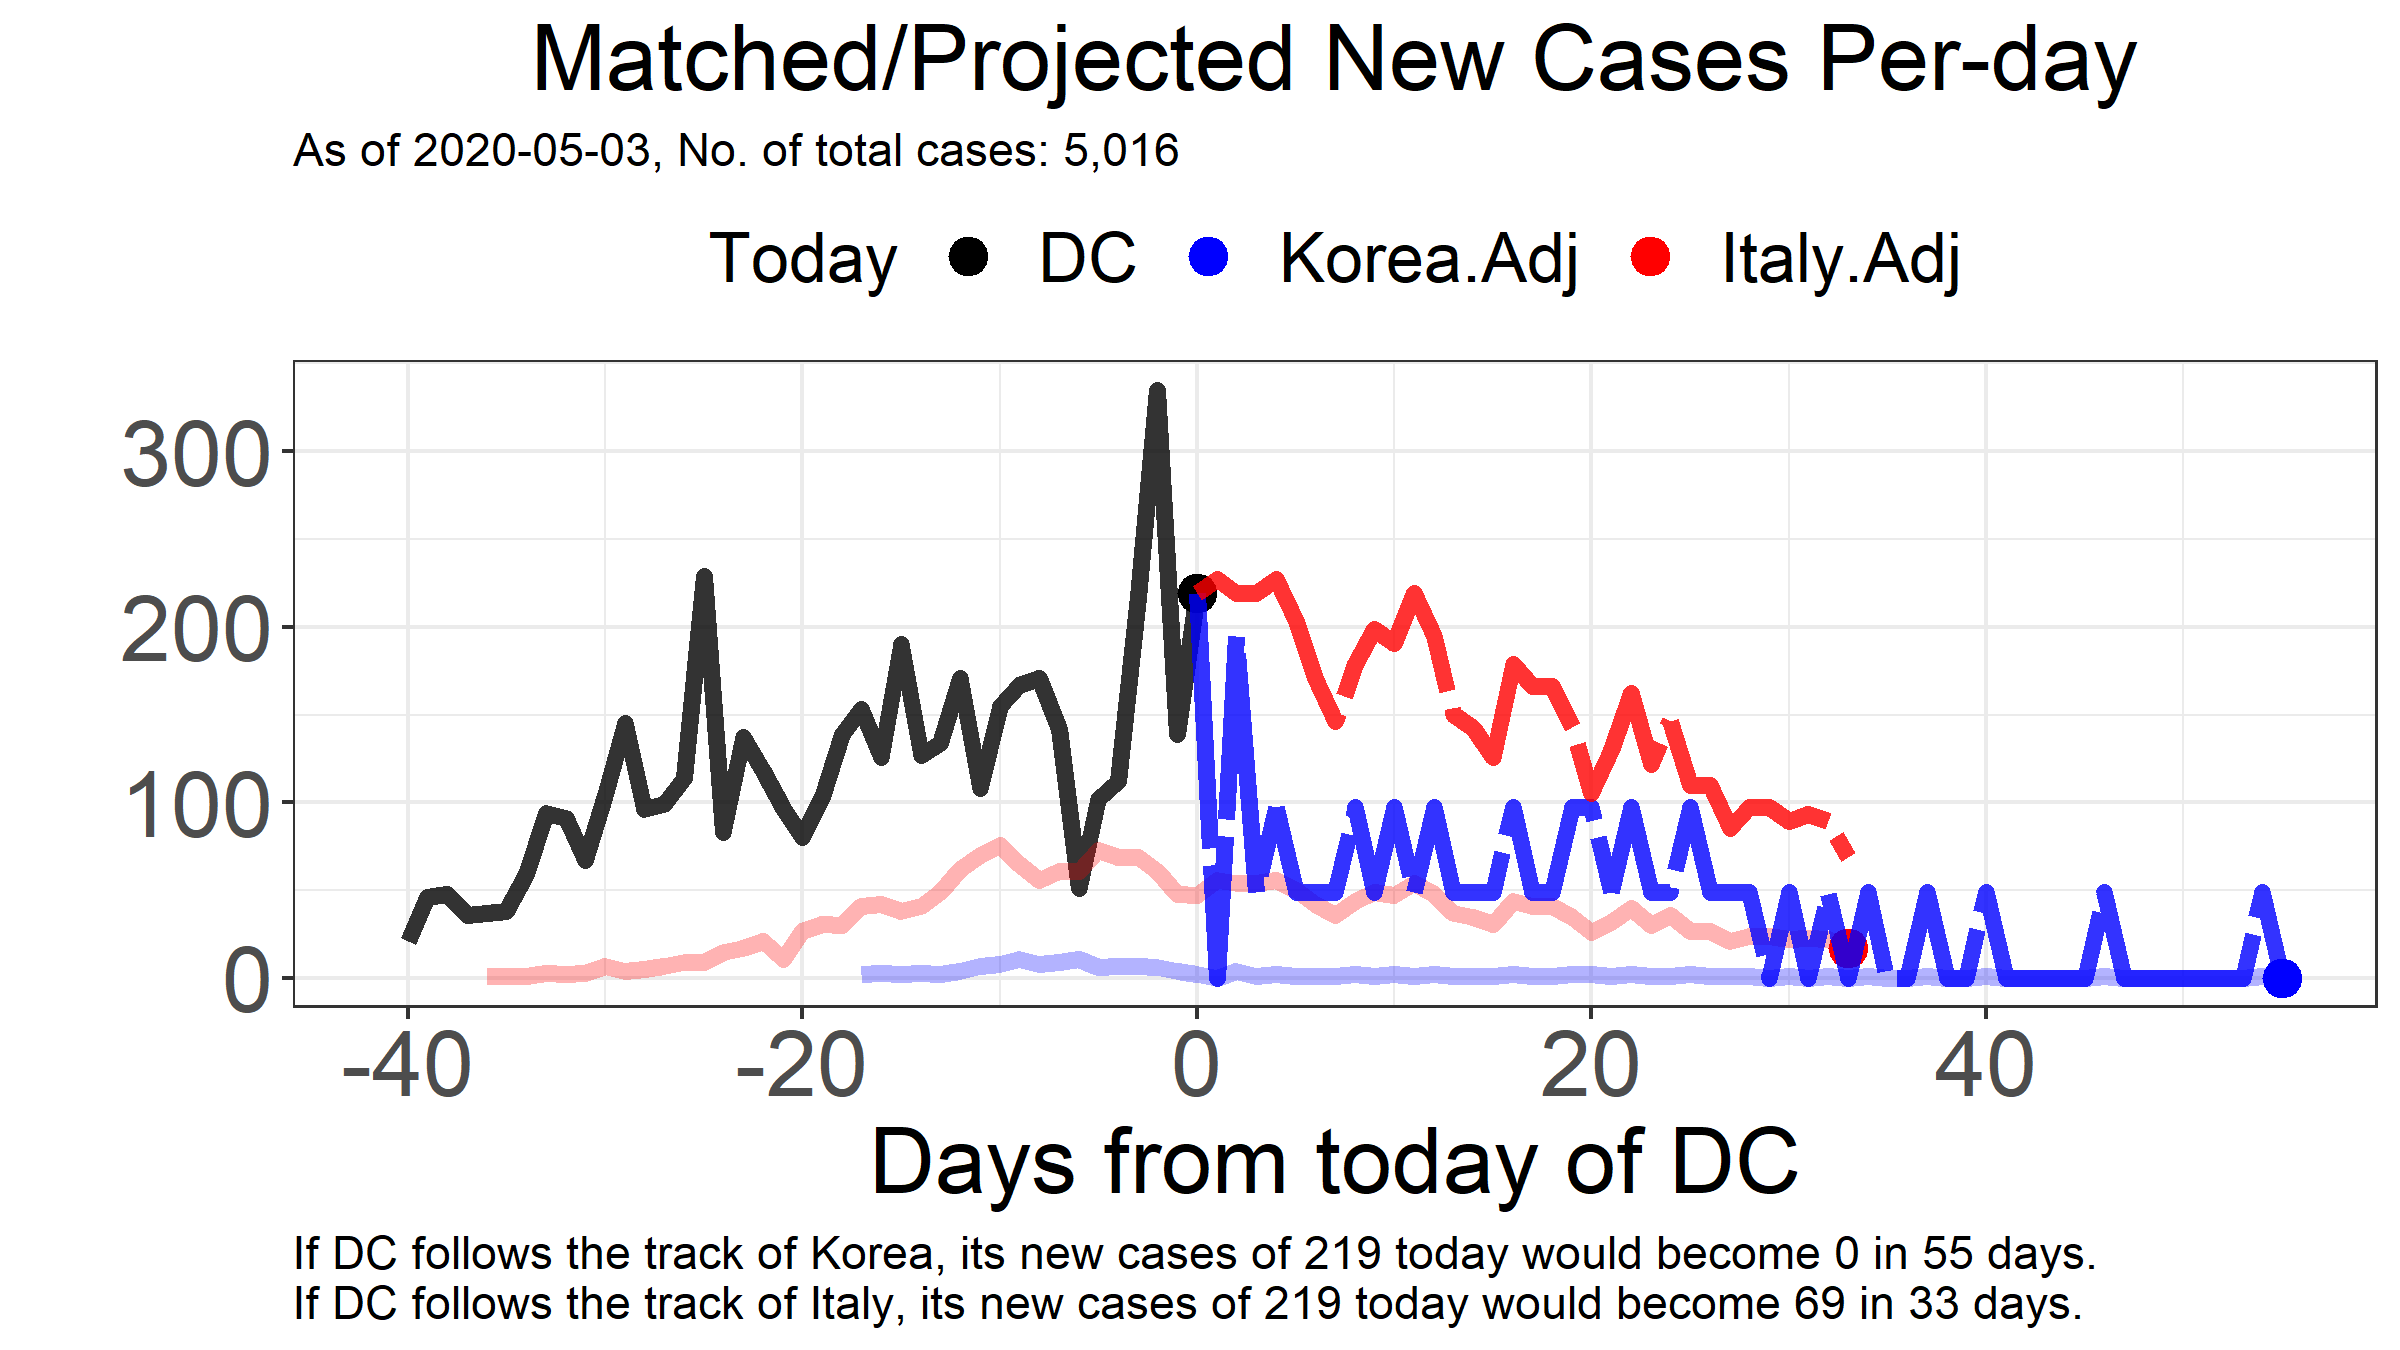 Matched/Projected New Cases Per-day
As of 2020-05-03, No. of total cases: 5,016
Today DC Korea.Adj Italy.Adj
300
200
100
0
-40 -20 0 20 40
Days from today of DC
If DC follows the track of Korea, its new cases of 219 today would become 0 in 55 days.
If DC follows the track of Italy, its new cases of 219 today would become 69 in 33 days.